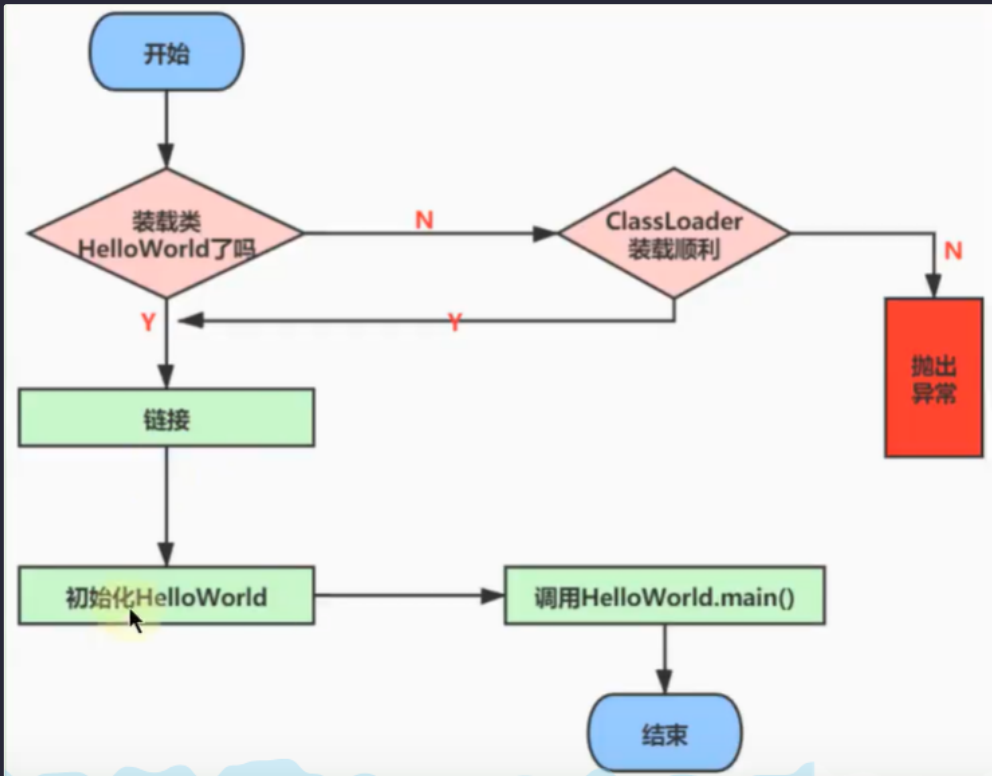 开始
装载类
HelloWorld了吗
N
ClassLoader
装载顺利
N
Y
Y
抛出
异常
链接
初始化HelloWorld
调用HelloWorld.main()
结束